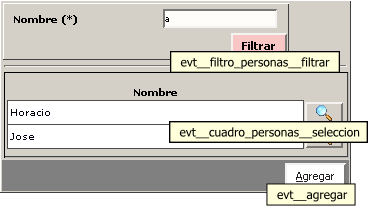 Nombre (*) a
Filtrar
evt__filtro_personas__filtrar
Nombre
Horacio
evt__cuadro_personas__seleccion
Jose
Agregar
evt__agregar